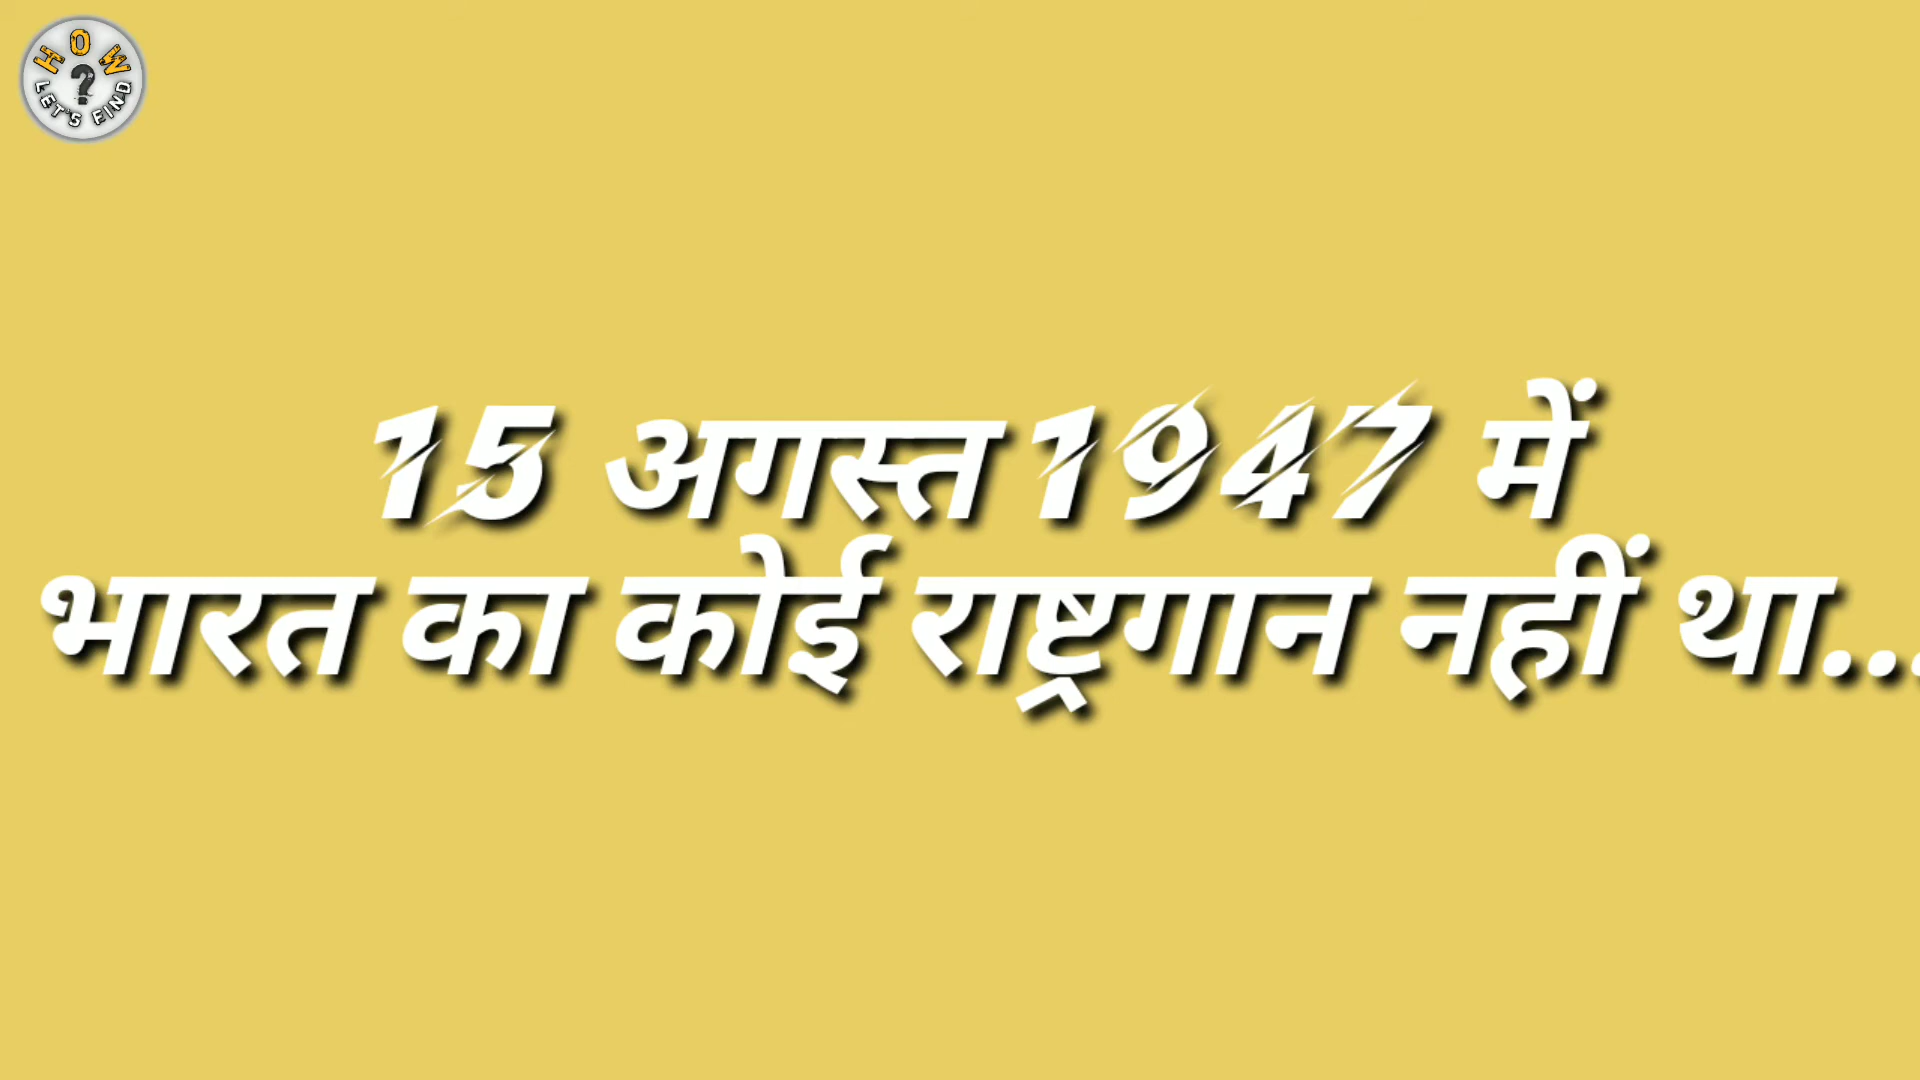 HOW
?
LET'S FIND
15 अगस्त 1947 में
भारत का कोई राष्ट्रगान नहीं था...